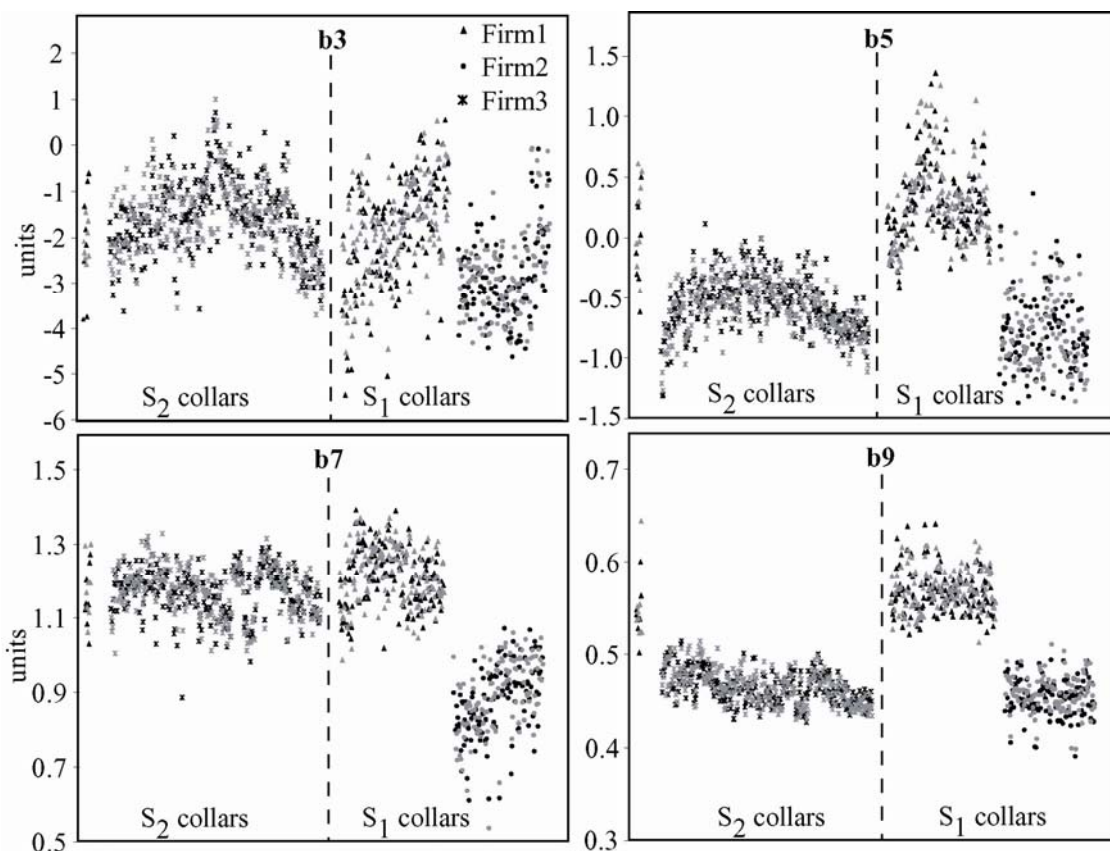 b3
Firm1
Firm2
Firm3
2
1
0
-1
-2
-3
-4
-5
-6
units
S2 collars
S1 collars
b5
1.5
1.0
0.5
0.0
-0.5
-1.0
-1.5
S2 collars
S1 collars
b7
1.5
1.3
1.1
0.9
0.7
0.5
units
S2 collars
S1 collars
b9
0.7
0.6
0.5
0.4
0.3
S2 collars
S1 collars